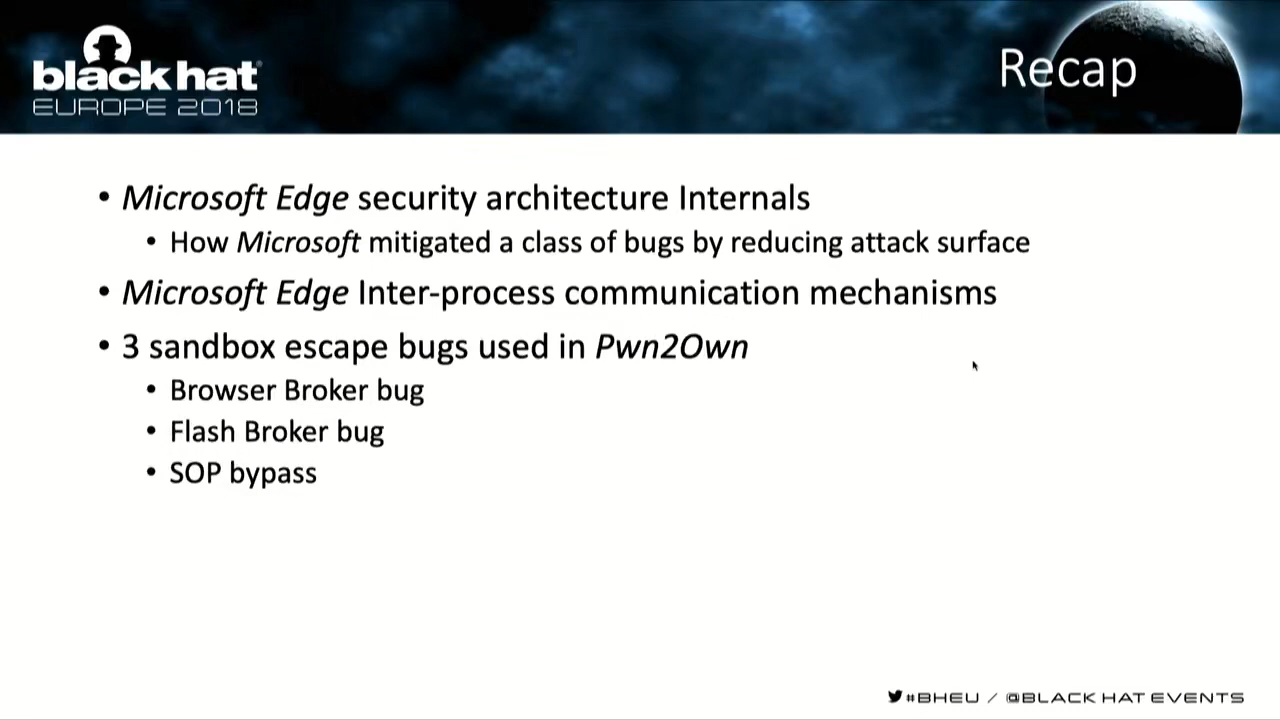 black hat
EUROPE 2018
Recap
• Microsoft Edge security architecture Internals
• How Microsoft mitigated a class of bugs by reducing attack surface
• Microsoft Edge Inter-process communication mechanisms
• 3 sandbox escape bugs used in Pwn2Own
• Browser Broker bug
• Flash Broker bug
• SOP bypass
#BHEU / @BLACK HAT EVENTS